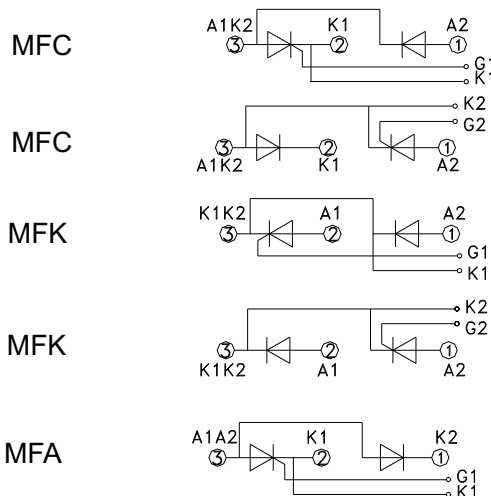 A1K2 K1 A2
MFC
3 2 1
G1
K1
K2
G2
MFC
3 2 1
A1K2 K1 A2
K1K2 A1 A2
MFK
3 2 1
G1
K1
K2
G2
MFK
3 2 1
K1K2 A1 A2
A1A2 K1 K2
MFA
3 2 1
G1
K1